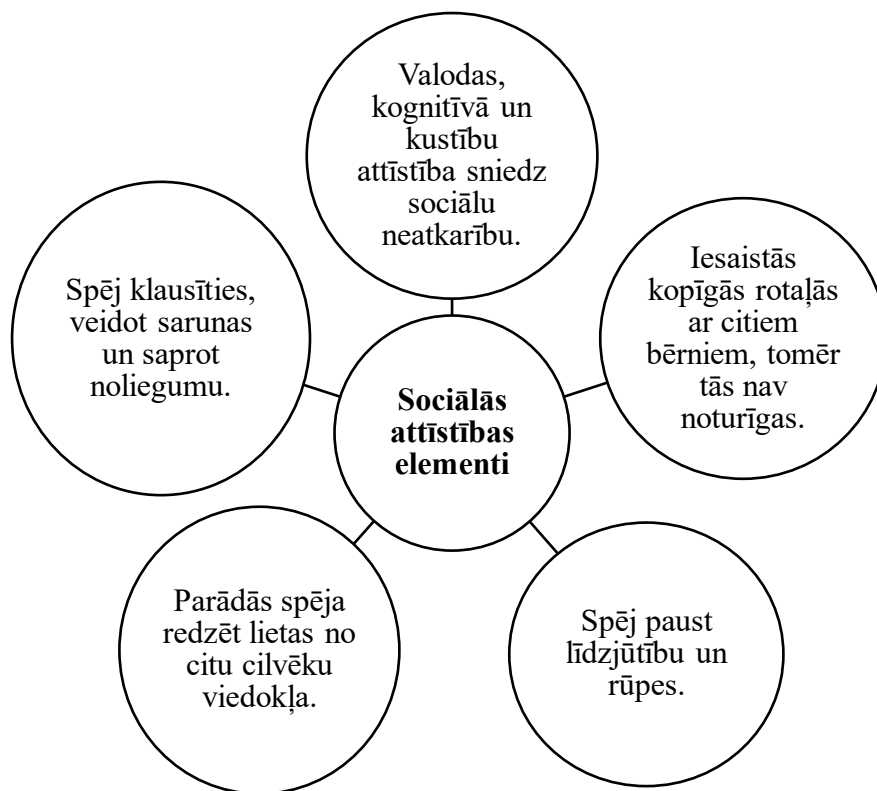 Valodas,
kognitīvā un
kustību
attīstība sniedz
sociālu
neatkarību.
Iesaistās
kopīgās rotaļās
ar citiem
bērniem, tomēr
tās nav
noturīgas.
Spēj klausīties,
veidot sarunas
un saprot
noliegumu.
Sociālās
attīstības
elementi
Parādās spēja
redzēt lietas no
citu cilvēku
viedokļa.
Spēj paust
līdzjūtību un
rūpes.